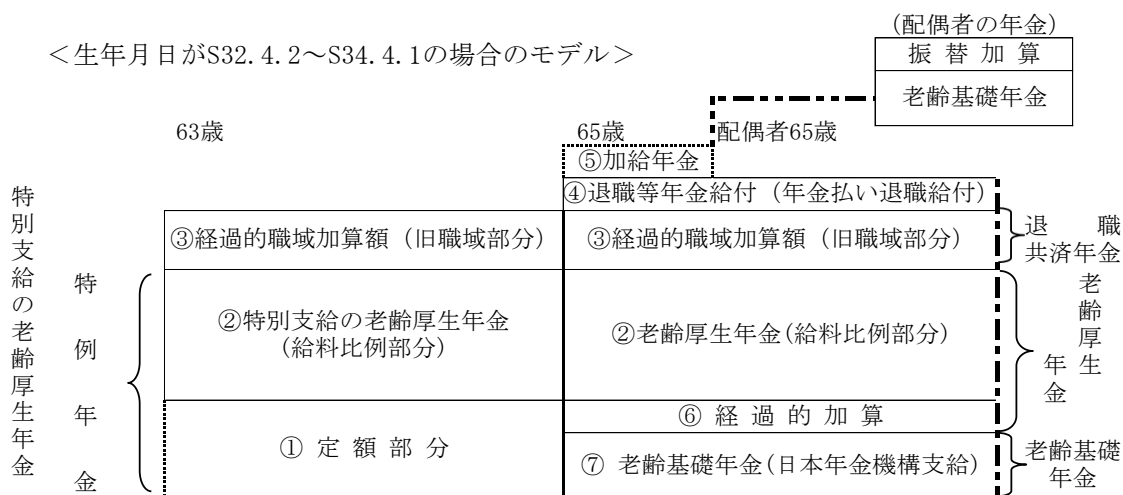 (配偶者の年金)
<生年月日がS32.4.2~S34.4.1の場合のモデル>
振替加算
老齢基礎年金
63歳
65歳
配偶者65歳
⑤加給年金
④退職等年金給付(年金払い退職給付)
③経過的職域加算額(旧職域部分)
③経過的職域加算額(旧職域部分)
退職
共済年金
特別支給の老齢厚生年金
特例年金
②特別支給の老齢厚生年金
(給料比例部分)
②老齢厚生年金(給料比例部分)
老齢厚生
年金
⑥経過的加算
①定額部分
⑦ 老齢基礎年金(日本年金機構支給)
老齢基礎
年金